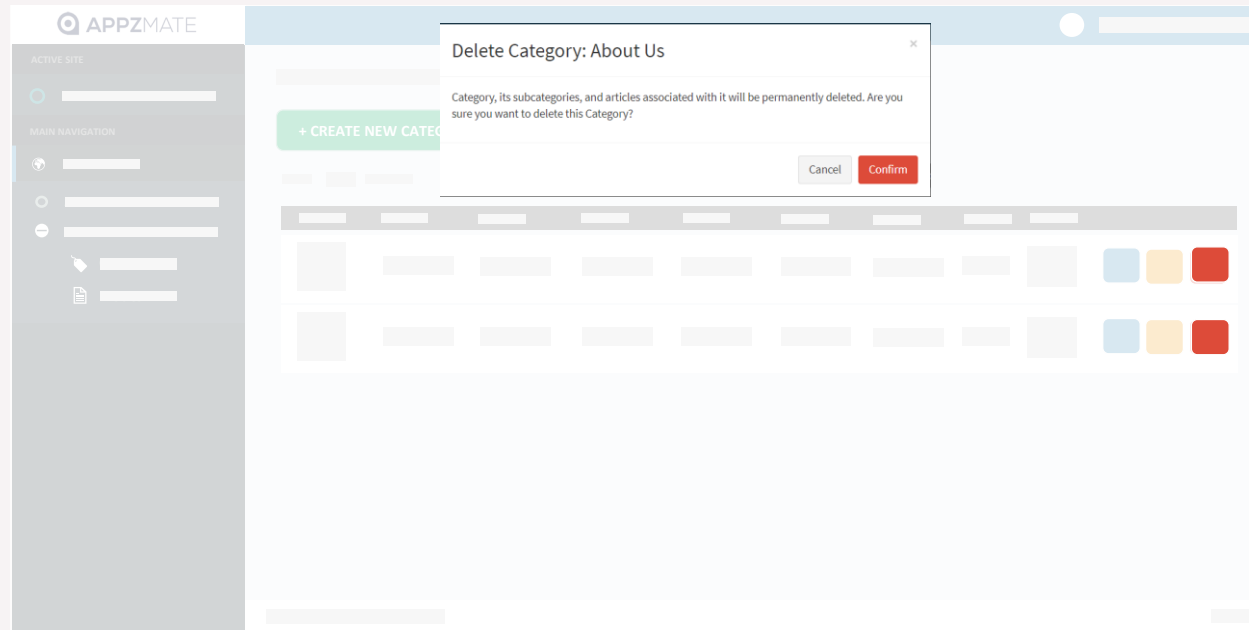 APPZMATE
ACTIVE SITE
MAIN NAVIGATION
+ CREATE NEW CATEG
Delete Category: About Us
×
Category, its subcategories, and articles associated with it will be permanently deleted. Are you
sure you want to delete this Category?
Cancel
Confirm